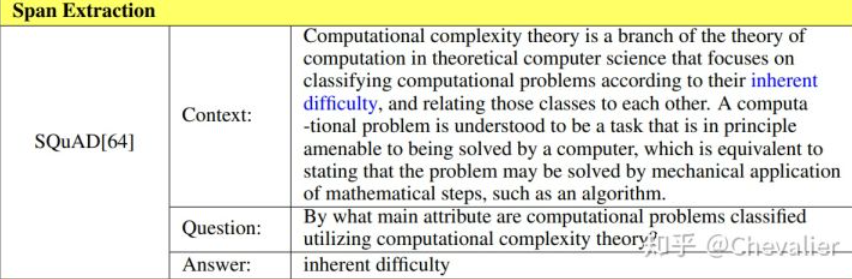 Span Extraction
SQuAD[64]
Context:
Computational complexity theory is a branch of the theory of
computation in theoretical computer science that focuses on
classifying computational problems according to their inherent
difficulty, and relating those classes to each other. A computa
-tional problem is understood to be a task that is in principle
amenable to being solved by a computer, which is equivalent to
stating that the problem may be solved by mechanical application
of mathematical steps, such as an algorithm.
Question:
By what main attribute are computational problems classified
utilizing computational complexity theory?
Answer:
inherent difficulty
知乎 @Chevalier